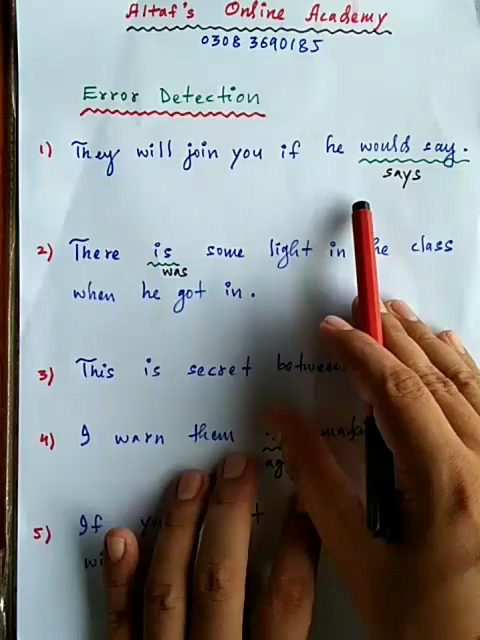 Altaf's Online Academy
0308 3690185
Error Detection
1) They will join you if he would say.
says
2) There is some light in the class
was
when he got in.
3) This is secret between
4) I warn them
5) If